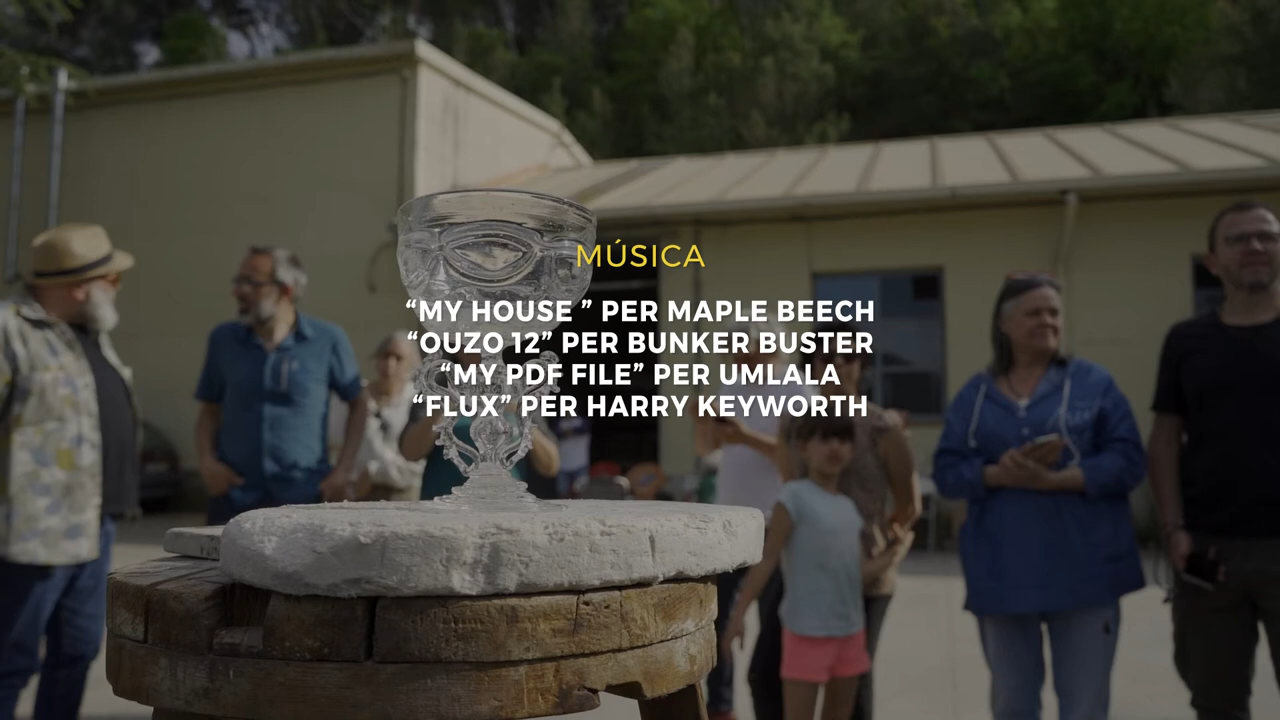 MÚSICA
“MY HOUSE ” PER MAPLE BEECH
“OUZO 12” PER BUNKER BUSTER
“MY PDF FILE” PER UMLALA
“FLUX” PER HARRY KEYWORTH